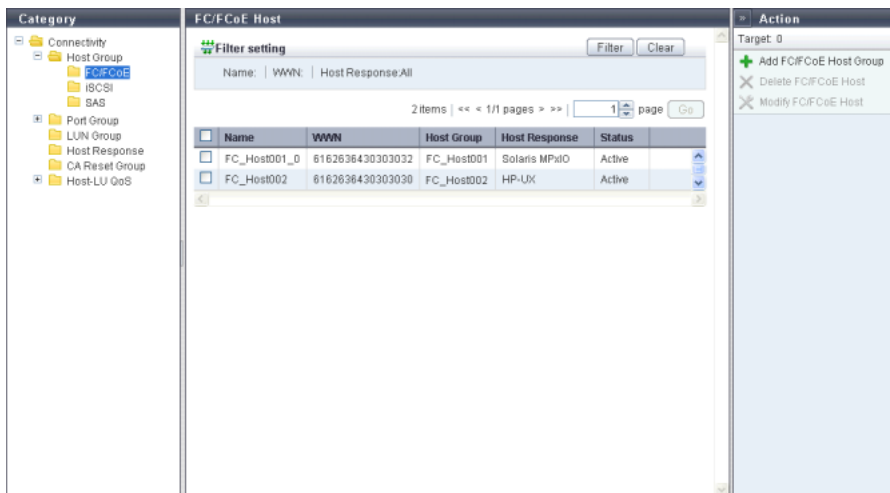 Category
Connectivity
Host Group
FC/FCoE
iSCSI
SAS
Port Group
LUN Group
Host Response
CA Reset Group
Host-LU QoS
FC/FCoE Host
Filter setting
Filter
Clear
Name: | WWN: | Host Response:All
2 items | << < 1/1 pages > >> | 1 page Go
Name WWN Host Group Host Response Status
FC_Host001_0 6162636430303032 FC_Host001 Solaris MPxIO Active
FC_Host002 6162636430303030 FC_Host002 HP-UX Active
» Action
Target: 0
Add FC/FCoE Host Group
Delete FC/FCoE Host
Modify FC/FCoE Host